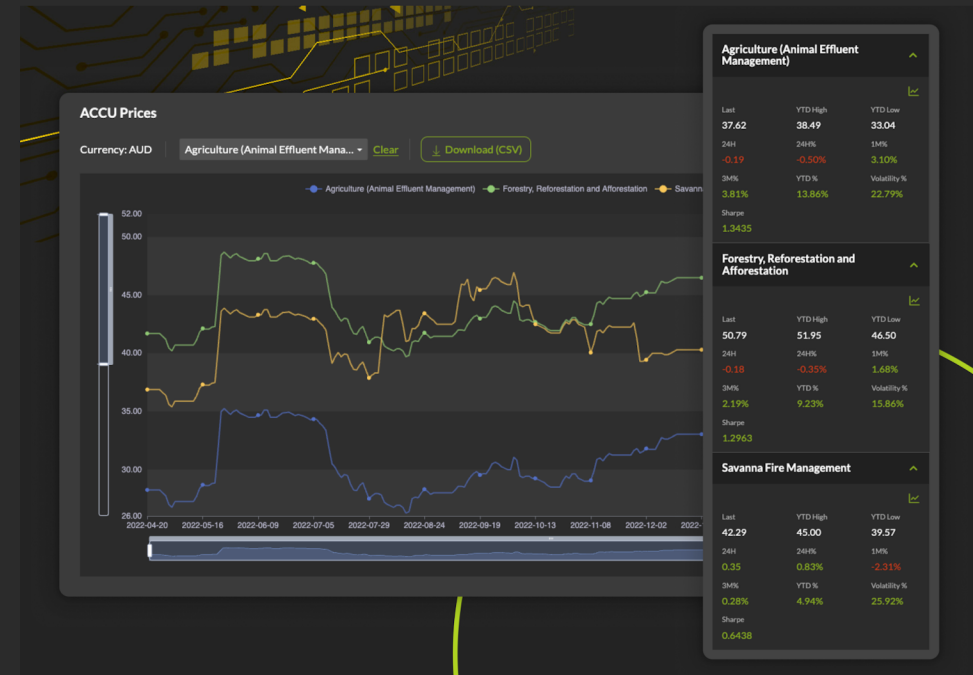 ACCU Prices
Currency: AUD
Agriculture (Animal Effluent Mana...
Clear
Download (CSV)
Agriculture (Animal Effluent Management)
Forestry, Reforestation and Afforestation
Savann
52.00
50.00
45.00
40.00
35.00
30.00
26.00
2022-04-20 2022-05-16 2022-06-09 2022-07-05 2022-07-29 2022-08-24 2022-09-19 2022-10-13 2022-11-08 2022-12-02 2022-
Agriculture (Animal Effluent
Management)
Last YTD High YTD Low
37.62 38.49 33.04
24H 24H% 1M%
-0.19 -0.50% 3.10%
3M% YTD % Volatility %
3.81% 13.86% 22.79%
Sharpe
1.3435
Forestry, Reforestation and
Afforestation
Last YTD High YTD Low
50.79 51.95 46.50
24H 24H% 1M%
-0.18 -0.35% 1.68%
3M% YTD % Volatility %
2.19% 9.23% 15.86%
Sharpe
1.2963
Savanna Fire Management
Last YTD High YTD Low
42.29 45.00 39.57
24H 24H% 1M%
0.35 0.83% -2.31%
3M% YTD % Volatility %
0.28% 4.94% 25.92%
Sharpe
0.6438